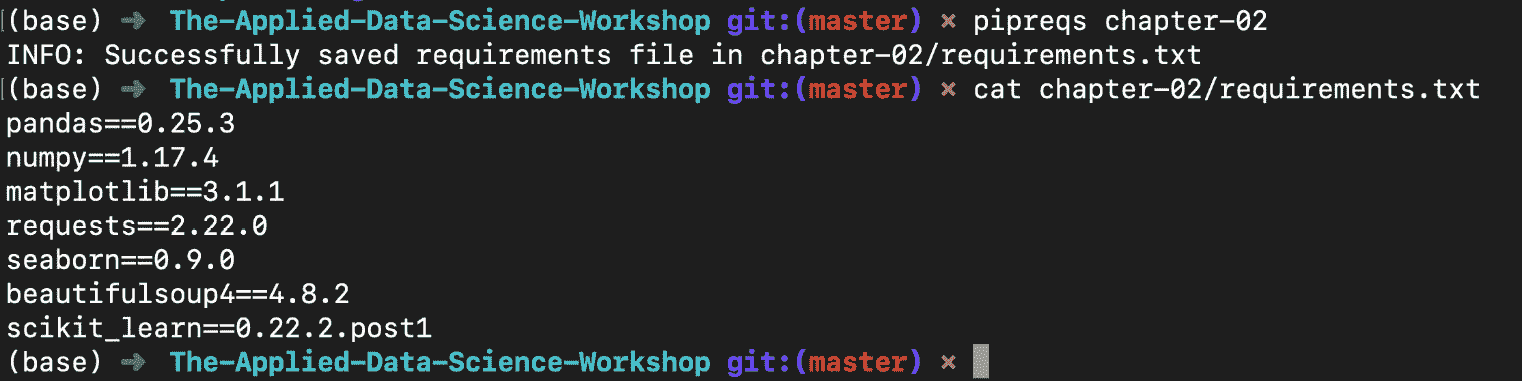 (base) ➜ The-Applied-Data-Science-Workshop git:(master) × pipreqs chapter-02
INFO: Successfully saved requirements file in chapter-02/requirements.txt
(base) ➜ The-Applied-Data-Science-Workshop git:(master) × cat chapter-02/requirements.txt
pandas==0.25.3
numpy==1.17.4
matplotlib==3.1.1
requests==2.22.0
seaborn==0.9.0
beautifulsoup4==4.8.2
scikit_learn==0.22.2.post1
(base) ➜ The-Applied-Data-Science-Workshop git:(master) ×